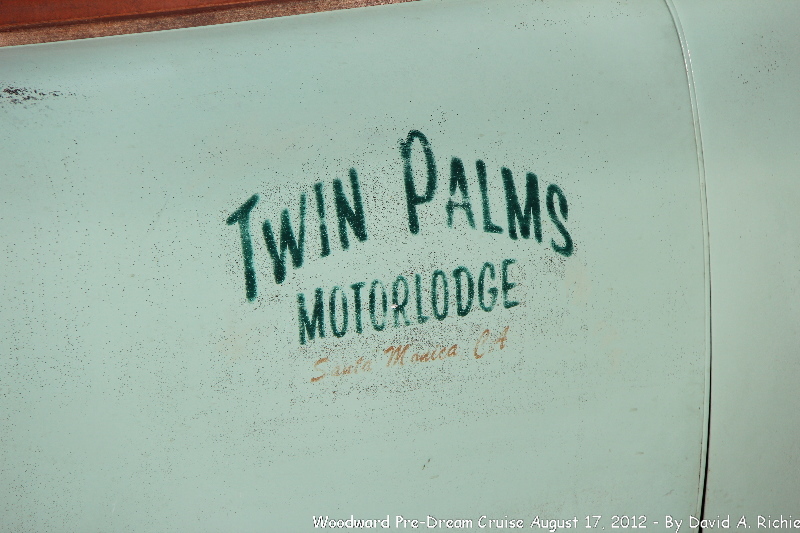 TWIN PALMS
MOTORLODGE
Santa Monica CA
Woodward Pre-Dream Cruise August 17, 2012 - By David A. Richie